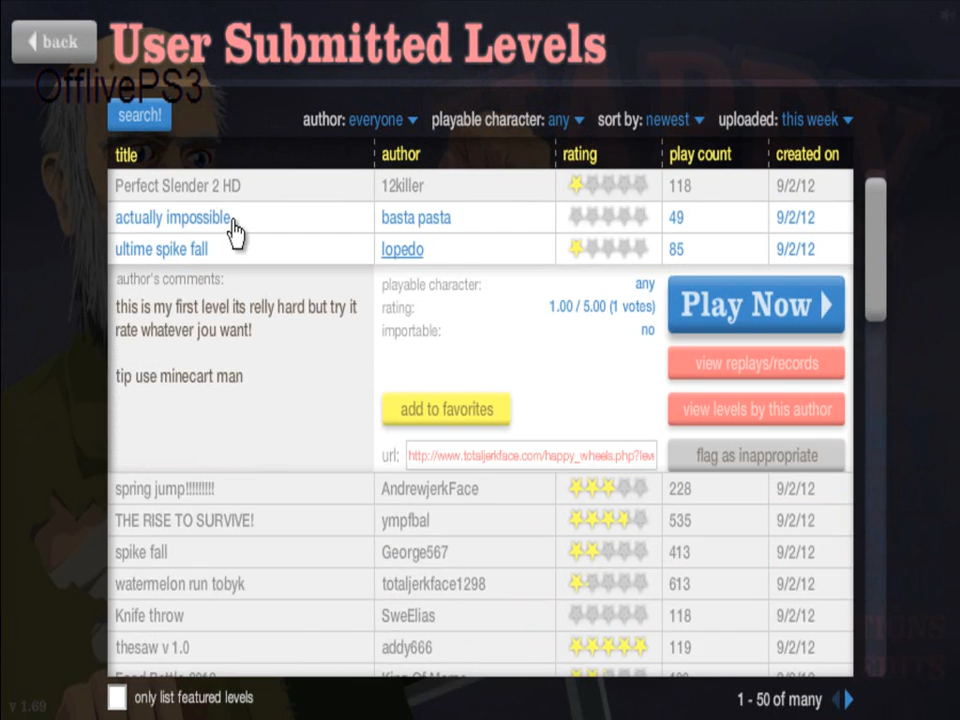 back
User Submitted Levels
OfflivePS3
search!
author: everyone playable character: any sort by: newest uploaded: this week
title author rating play count created on
Perfect Slender 2 HD 12killer 118 9/2/12
actually impossible basta pasta 49 9/2/12
ultime spike fall lopedo 85 9/2/12
author's comments:
this is my first level its relly hard but try it
rate whatever jou want!
tip use minecart man
playable character: any
rating: 1.00 / 5.00 (1 votes)
importable: no
add to favorites
url: http://www.totaljerkface.com/happy_wheels.php?lev
Play Now
view replays/records
view levels by this author
flag as inappropriate
spring jump!!!!!!!!! AndrewjerkFace 228 9/2/12
THE RISE TO SURVIVE! ympfbal 535 9/2/12
spike fall George567 413 9/2/12
watermelon run tobyk totaljerkface1298 613 9/2/12
Knife throw SweElias 118 9/2/12
thesaw v 1.0 addy666 119 9/2/12
only list featured levels
1 - 50 of many
v 1.69